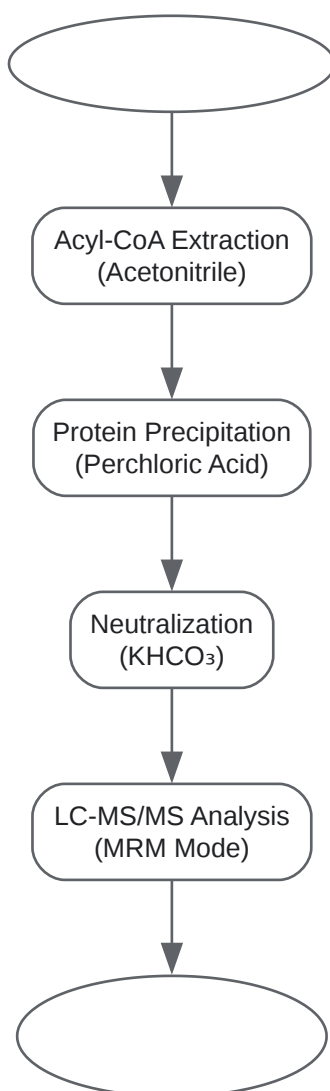 Acyl-CoA Extraction
(Acetonitrile)
Protein Precipitation
(Perchloric Acid)
Neutralization
(KHCO₃)
LC-MS/MS Analysis
(MRM Mode)